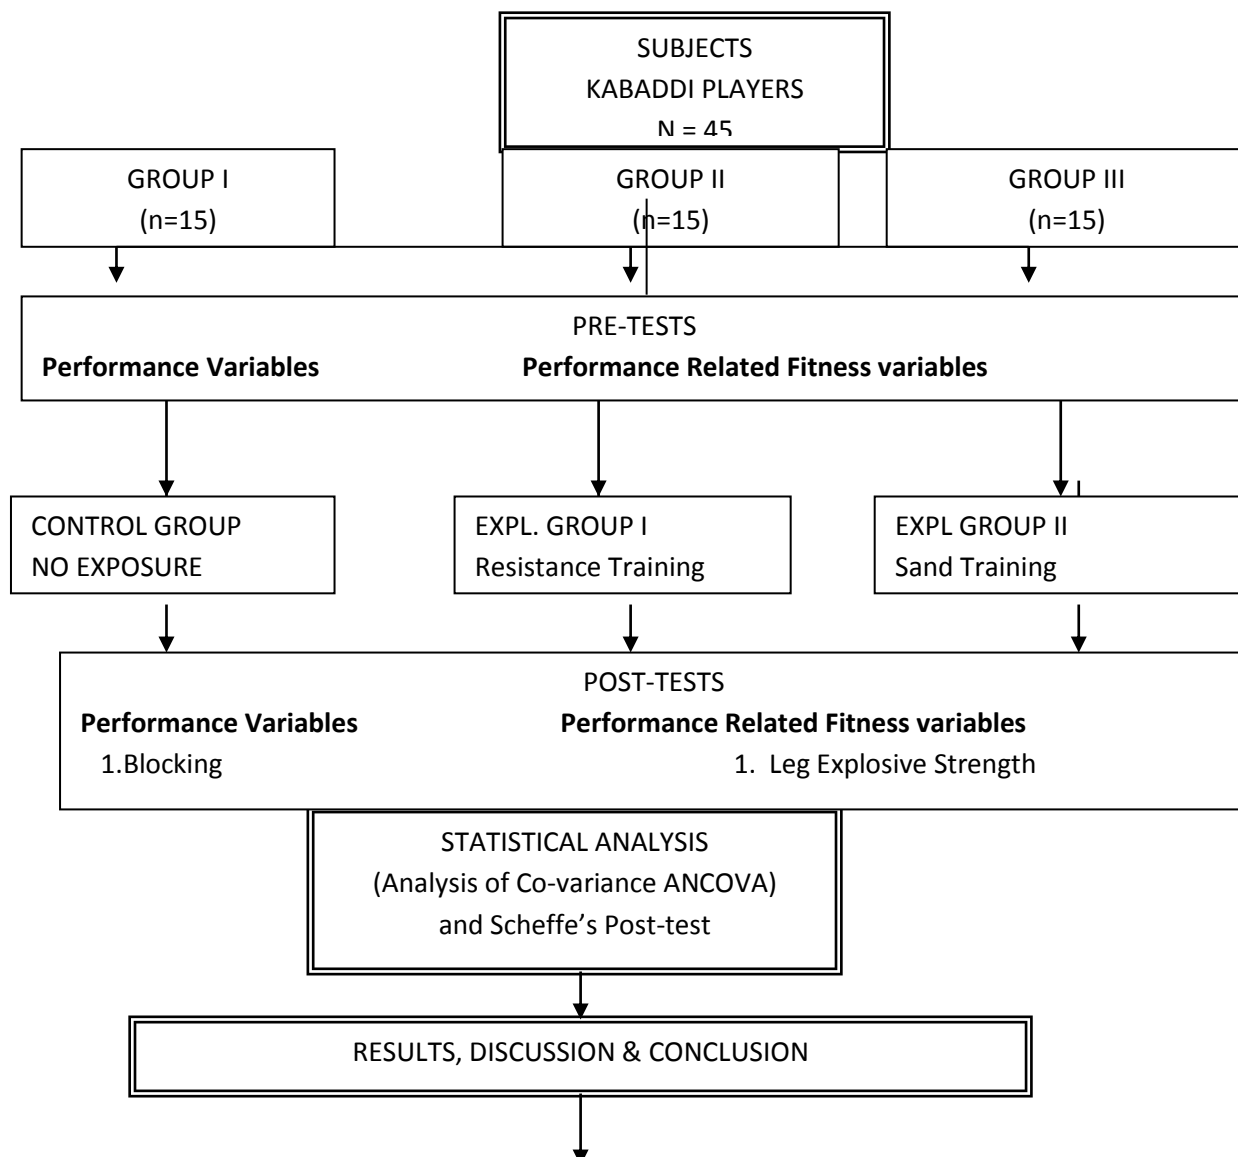 SUBJECTS
KABADDI PLAYERS
N = 45
GROUP I
(n=15)
GROUP II
(n=15)
GROUP III
(n=15)
PRE-TESTS
Performance Variables Performance Related Fitness variables
CONTROL GROUP
NO EXPOSURE
EXPL. GROUP I
Resistance Training
EXPL GROUP II
Sand Training
POST-TESTS
Performance Variables Performance Related Fitness variables
1.Blocking 1. Leg Explosive Strength
STATISTICAL ANALYSIS
(Analysis of Co-variance ANCOVA)
and Scheffe’s Post-test
RESULTS, DISCUSSION & CONCLUSION